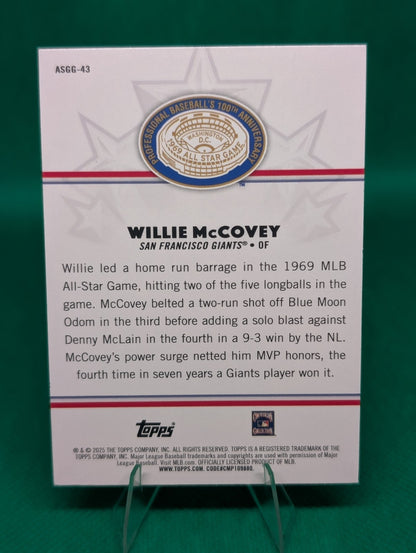 ASGG-43
PROFESSIONAL BASEBALL'S 100TH ANNIVERSARY
WASHINGTON
D.C.
1969 ALL STAR GAME
TM
WILLIE McCOVEY
SAN FRANCISCO GIANTS® • OF
Willie led a home run barrage in the 1969 MLB
All-Star Game, hitting two of the five longballs in the
game. McCovey belted a two-run shot off Blue Moon
Odom in the third before adding a solo blast against
Denny McLain in the fourth in a 9-3 win by the NL.
McCovey's power surge netted him MVP honors, the
fourth time in seven years a Giants player won it.
topps
® & © 2025 THE TOPPS COMPANY, INC. ALL RIGHTS RESERVED. TOPPS IS A REGISTERED TRADEMARK OF THE
TOPPS COMPANY, INC. Major League Baseball trademarks and copyrights are used with permission of Major
League Baseball. Visit MLB.com. OFFICIALLY LICENSED PRODUCT OF MLB.
WWW.TOPPS.COM. CODE#CMP109880.